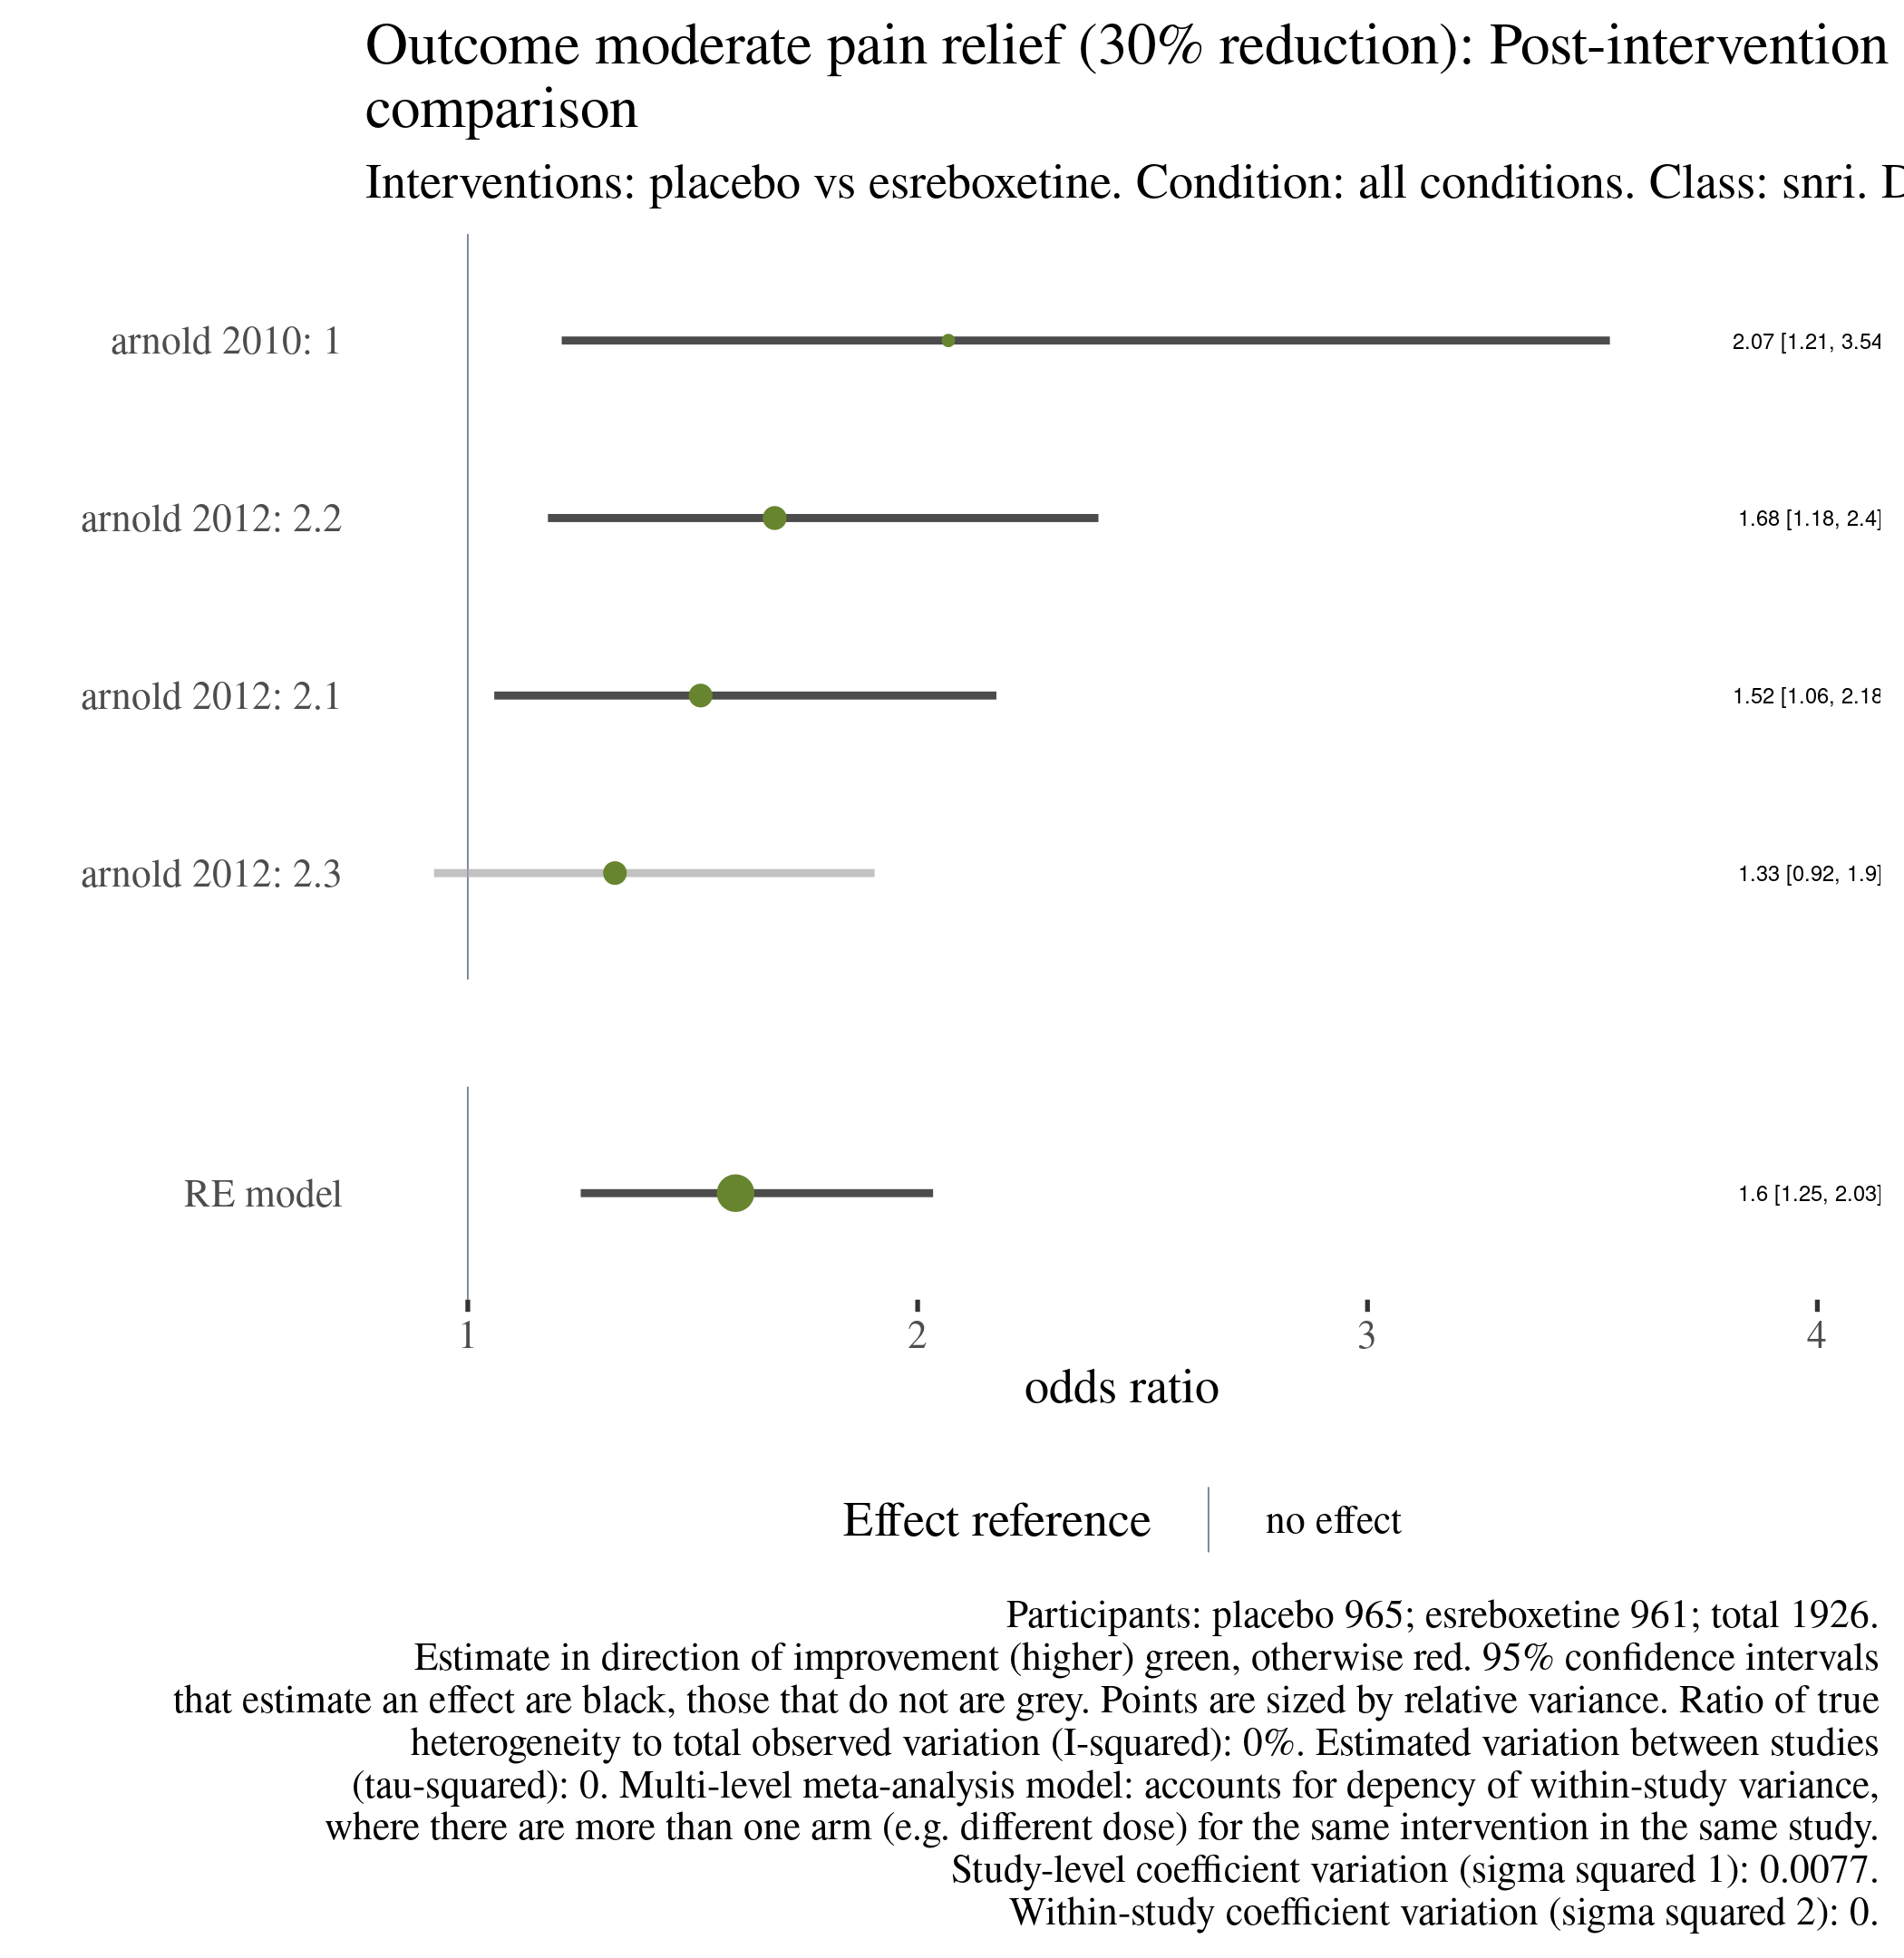 Outcome moderate pain relief (30% reduction): Post-intervention
comparison
Interventions: placebo vs esreboxetine. Condition: all conditions. Class: snri.
arnold 2010: 1
2.07 [1.21, 3.54
arnold 2012: 2.2
1.68 [1.18, 2.4]
arnold 2012: 2.1
1.52 [1.06, 2.18
arnold 2012: 2.3
1.33 [0.92, 1.9]
RE model
1.6 [1.25, 2.03]
1 2 3 4
odds ratio
Effect reference no effect
Participants: placebo 965; esreboxetine 961; total 1926.
Estimate in direction of improvement (higher) green, otherwise red. 95% confidence intervals
that estimate an effect are black, those that do not are grey. Points are sized by relative variance. Ratio of true
heterogeneity to total observed variation (I-squared): 0%. Estimated variation between studies
(tau-squared): 0. Multi-level meta-analysis model: accounts for depency of within-study variance,
where there are more than one arm (e.g. different dose) for the same intervention in the same study.
Study-level coefficient variation (sigma squared 1): 0.0077.
Within-study coefficient variation (sigma squared 2): 0.